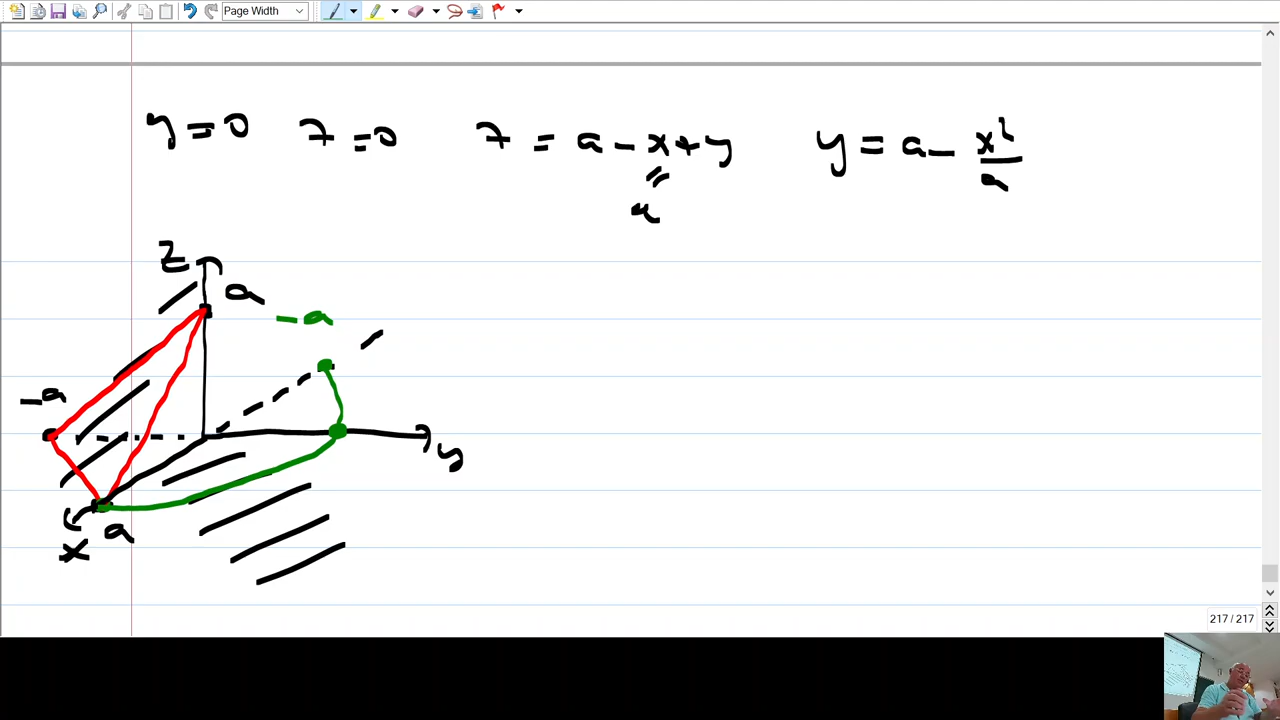 Page Width
y = 0 z = 0 z = a - x + y y = a - x²/a
a
z
a
-a
-a
y
a
x
217 / 217